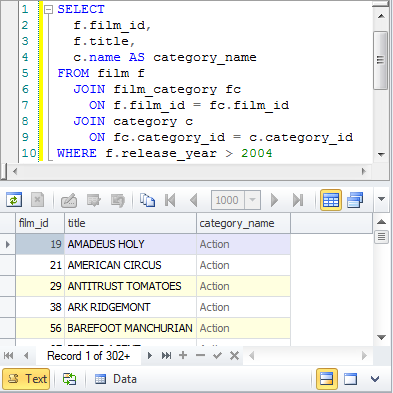 1 SELECT
2 f.film_id,
3 f.title,
4 c.name AS category_name
5 FROM film f
6 JOIN film_category fc
7 ON f.film_id = fc.film_id
8 JOIN category c
9 ON fc.category_id = c.category_id
10 WHERE f.release_year > 2004
1000
film_id title category_name
19 AMADEUS HOLY Action
21 AMERICAN CIRCUS Action
29 ANTITRUST TOMATOES Action
38 ARK RIDGEMONT Action
56 BAREFOOT MANCHURIAN Action
Record 1 of 302+
Text Data